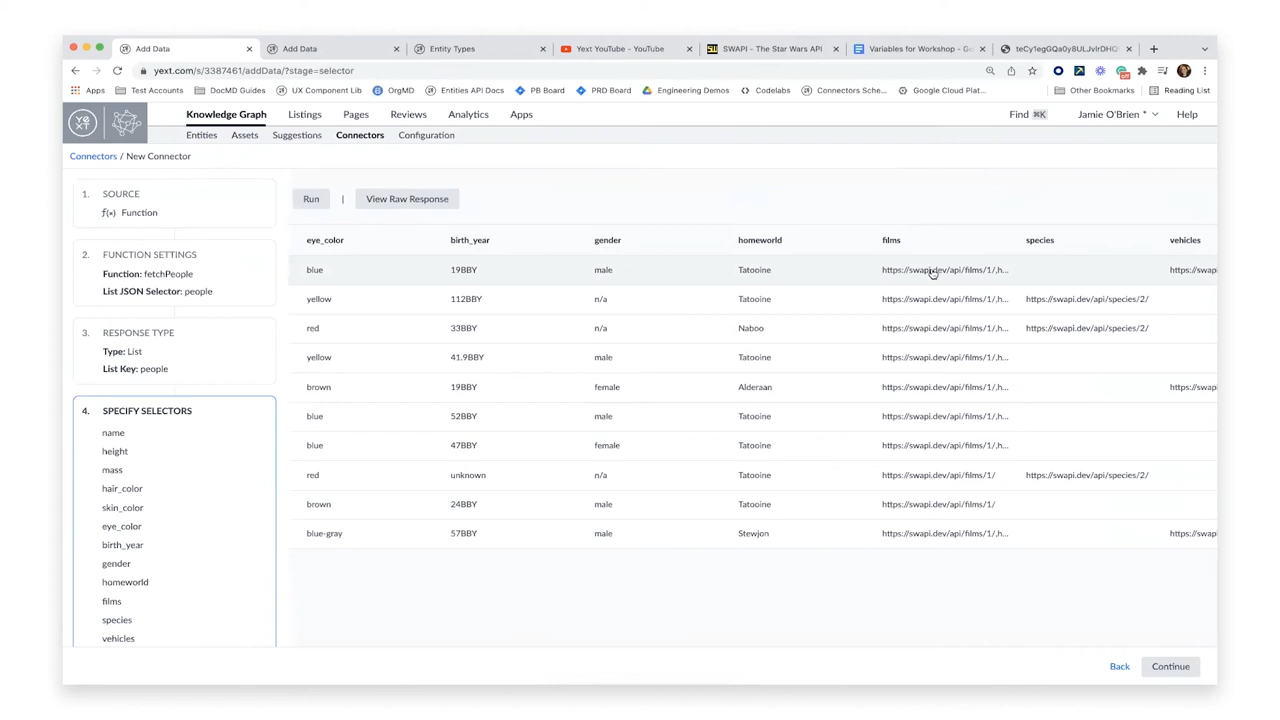 Add Data
Add Data
Entity Types
Yext YouTube - YouTube
SWAPI - The Star Wars API
Variables for Workshop - Go
teCy1egGQa0y8ULJvlrDHQ
yext.com/s/3387461/addData/?stage=selector
Apps Test Accounts DocMD Guides UX Component Lib OrgMD Entities API Docs PB Board PRD Board Engineering Demos Codelabs Connectors Sche... Google Cloud Plat... Other Bookmarks Reading List
yext
Knowledge Graph Listings Pages Reviews Analytics Apps Find ⌘K Jamie O'Brien * Help
Entities Assets Suggestions Connectors Configuration
Connectors / New Connector
1. SOURCE
f(×) Function
2. FUNCTION SETTINGS
Function: fetchPeople
List JSON Selector: people
3. RESPONSE TYPE
Type: List
List Key: people
4. SPECIFY SELECTORS
name
height
mass
hair_color
skin_color
eye_color
birth_year
gender
homeworld
films
species
vehicles
Run | View Raw Response
eye_color birth_year gender homeworld films species vehicles
blue 19BBY male Tatooine https://swapi.dev/api/films/1/,h... https://swapi
yellow 112BBY n/a Tatooine https://swapi.dev/api/films/1/,h... https://swapi.dev/api/species/2/
red 33BBY n/a Naboo https://swapi.dev/api/films/1/,h... https://swapi.dev/api/species/2/
yellow 41.9BBY male Tatooine https://swapi.dev/api/films/1/,h...
brown 19BBY female Alderaan https://swapi.dev/api/films/1/,h... https://swapi
blue 52BBY male Tatooine https://swapi.dev/api/films/1/,h...
blue 47BBY female Tatooine https://swapi.dev/api/films/1/,h...
red unknown n/a Tatooine https://swapi.dev/api/films/1/ https://swapi.dev/api/species/2/
brown 24BBY male Tatooine https://swapi.dev/api/films/1/
blue-gray 57BBY male Stewjon https://swapi.dev/api/films/1/,h... https://swapi
Back Continue